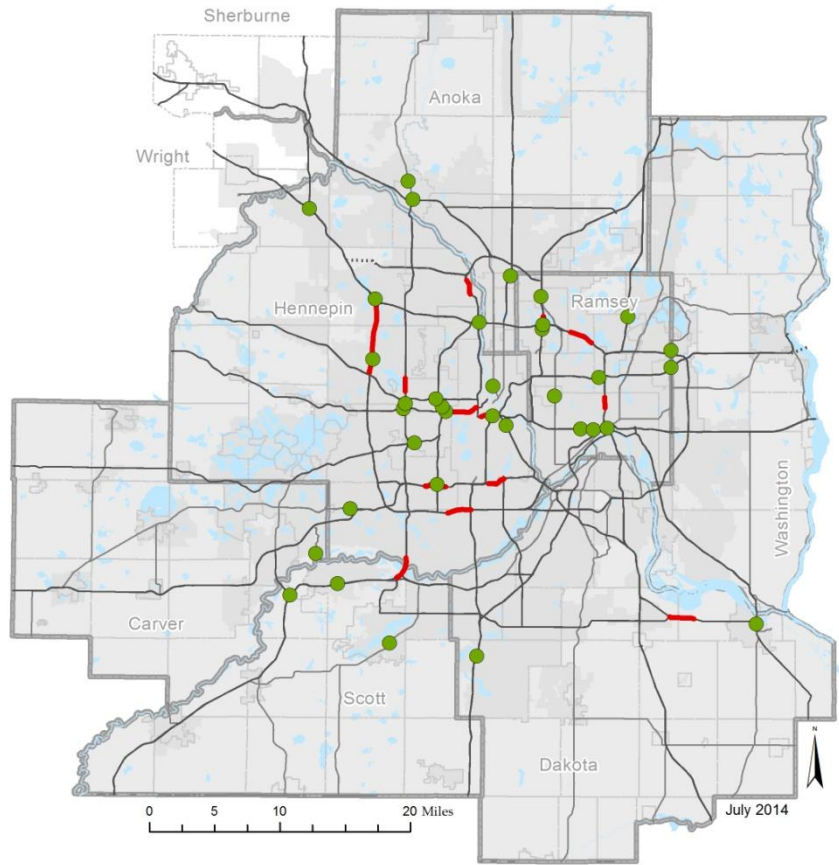 Sherburne
Anoka
Wright
Hennepin
Ramsey
Washington
Carver
Scott
Dakota
N
July 2014
0 5 10 20 Miles